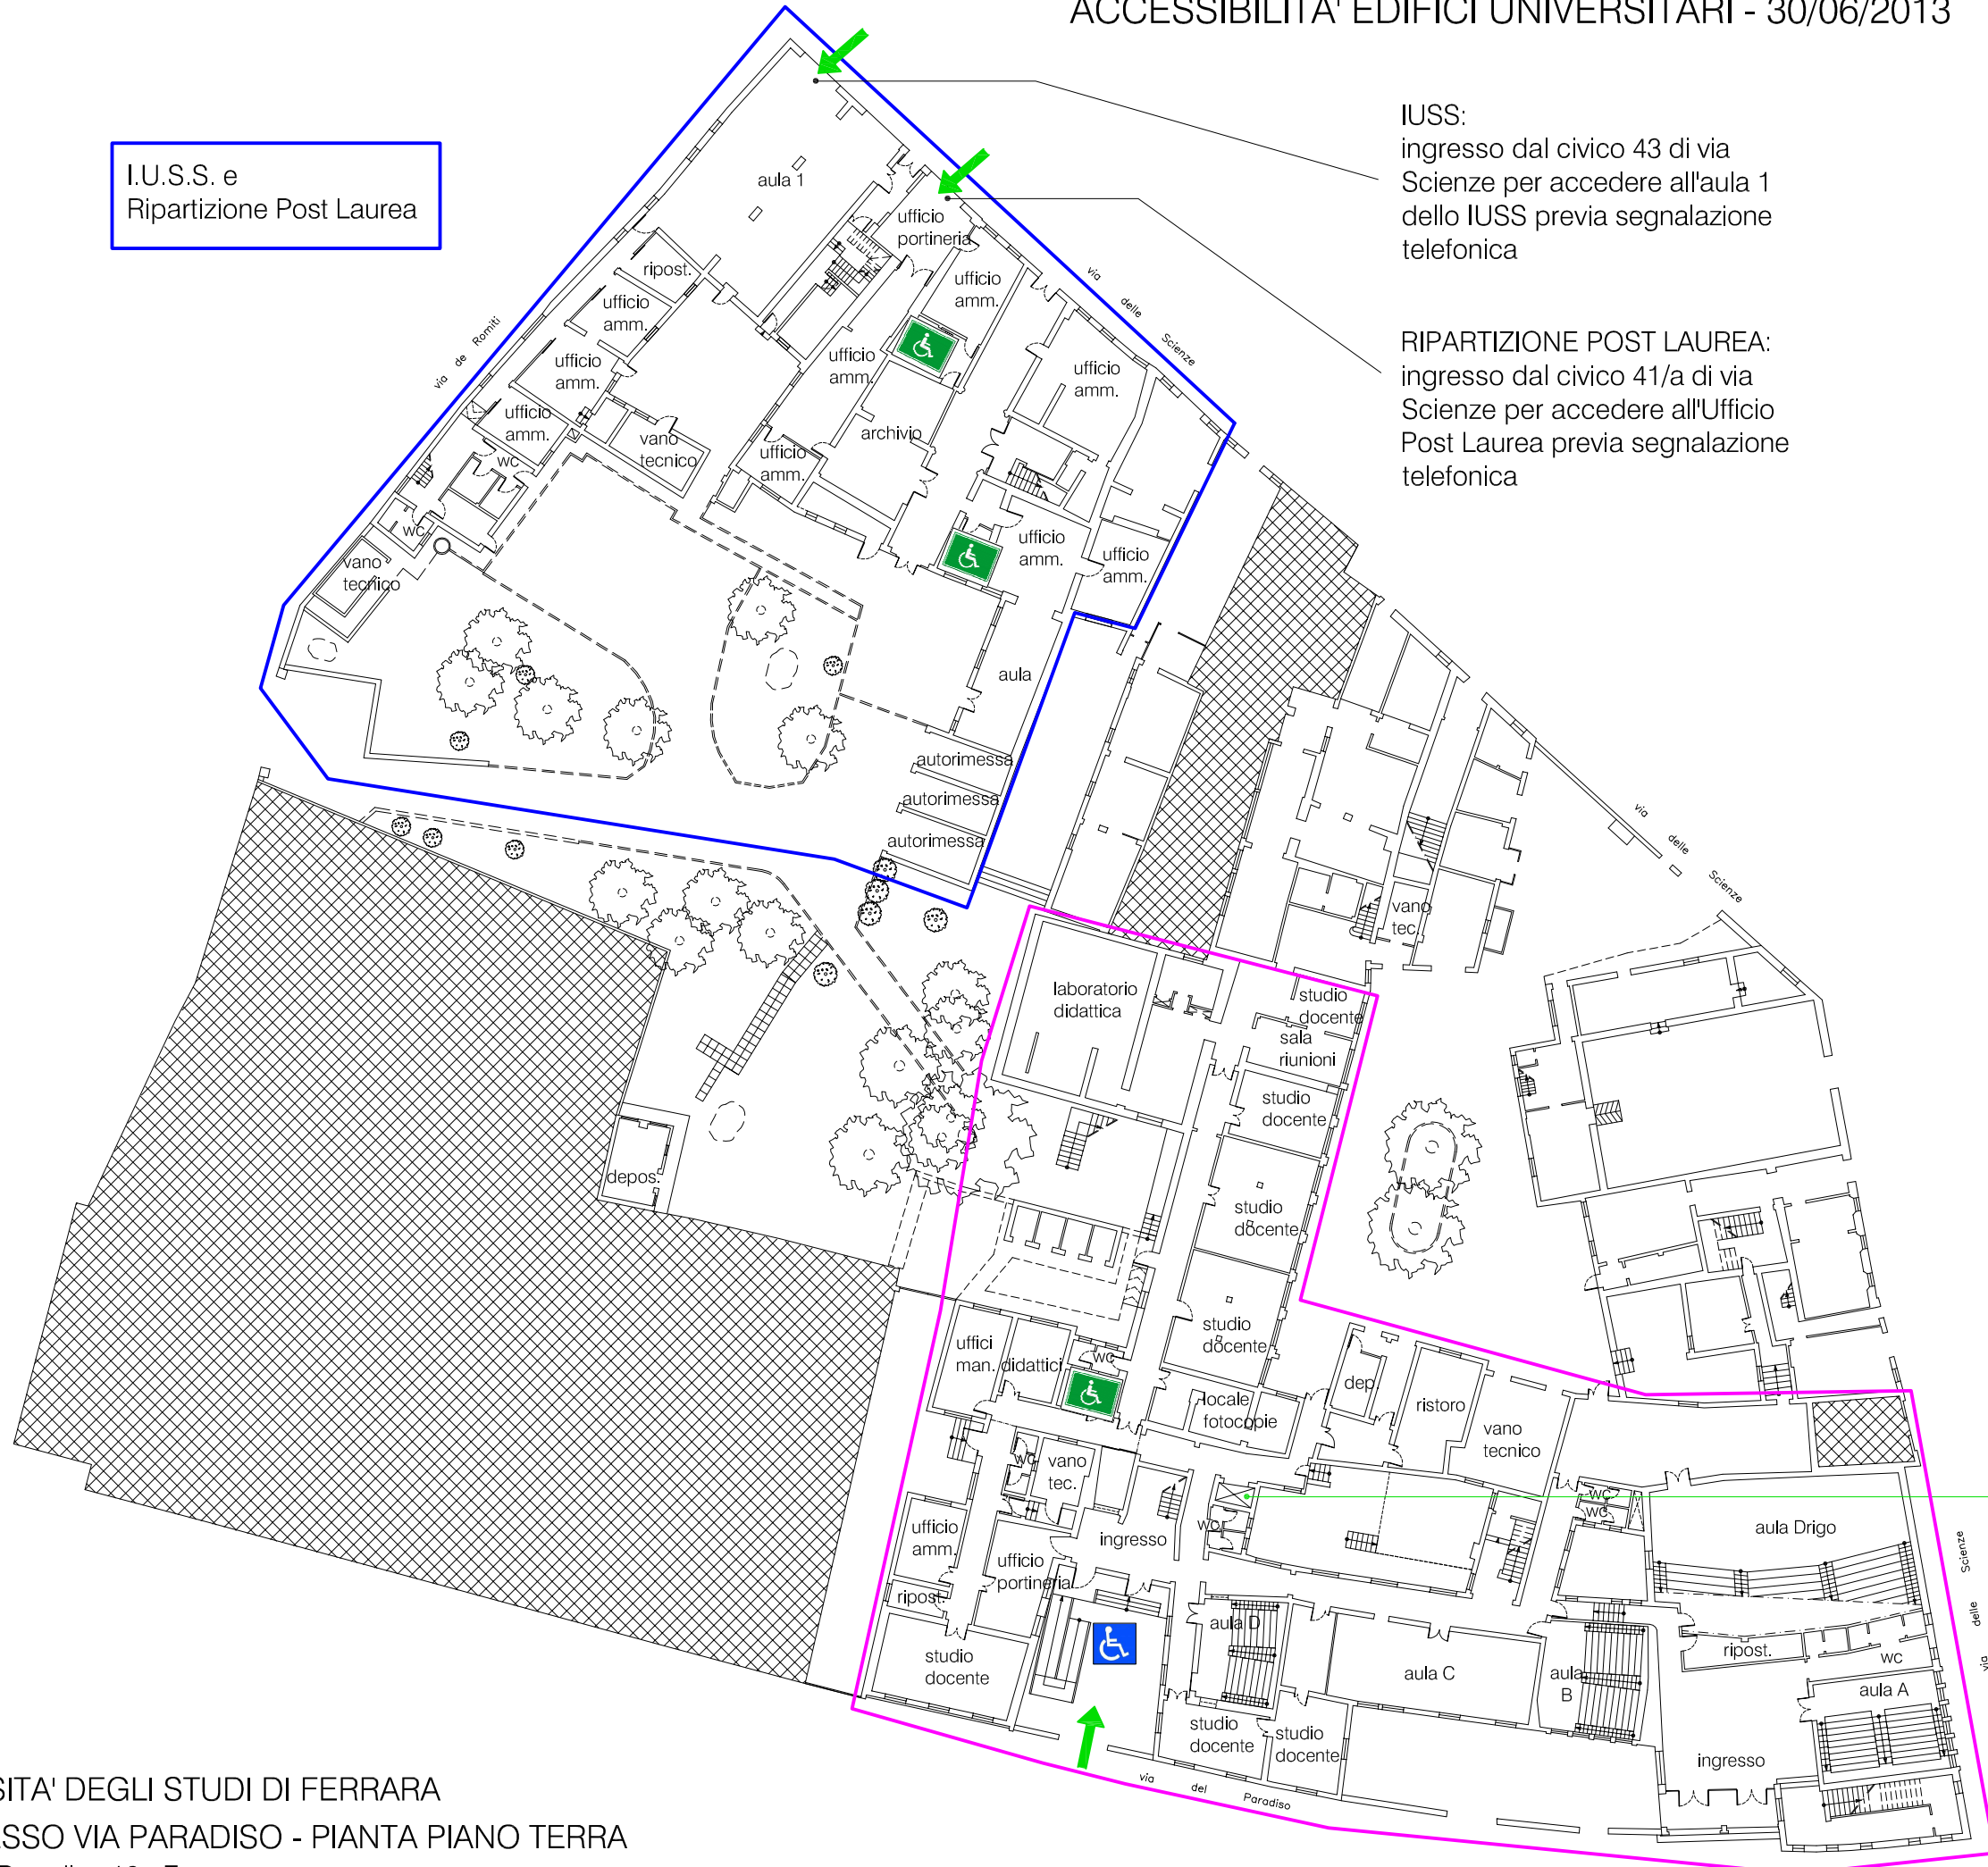 ACCESSIBILITA' EDIFICI UNIVERSITARI - 30/06/2013
I.U.S.S. e
Ripartizione Post Laurea
IUSS:
ingresso dal civico 43 di via
Scienze per accedere all'aula 1
dello IUSS previa segnalazione
telefonica
RIPARTIZIONE POST LAUREA:
ingresso dal civico 41/a di via
Scienze per accedere all'Ufficio
Post Laurea previa segnalazione
telefonica
aula 1
ufficio
portineria
ripost.
ufficio
amm.
ufficio
amm.
via delle Scienze
via de Romiti
ufficio
amm.
ufficio
amm.
ufficio
amm.
ufficio
amm.
archivio
vano
tecnico
ufficio
amm.
wc
wc
vano
tecnico
ufficio
amm.
ufficio
amm.
aula
autorimessa
autorimessa
autorimessa
via delle Scienze
vano
tec.
laboratorio
didattica
studio
docente
sala
riunioni
studio
docente
depos.
studio
docente
studio
docente
uffici
man. didattici
wc
locale
fotocopie
dep.
ristoro
vano
tecnico
wc
vano
tec.
wc
wc
aula Drigo
ufficio
amm.
ingresso
wc
ufficio
portineria
ripost.
via delle Scienze
studio
docente
aula D
aula C
aula
B
ripost.
wc
aula A
studio
docente
studio
docente
ingresso
via del Paradiso
SITA' DEGLI STUDI DI FERRARA
ESSO VIA PARADISO - PIANTA PIANO TERRA